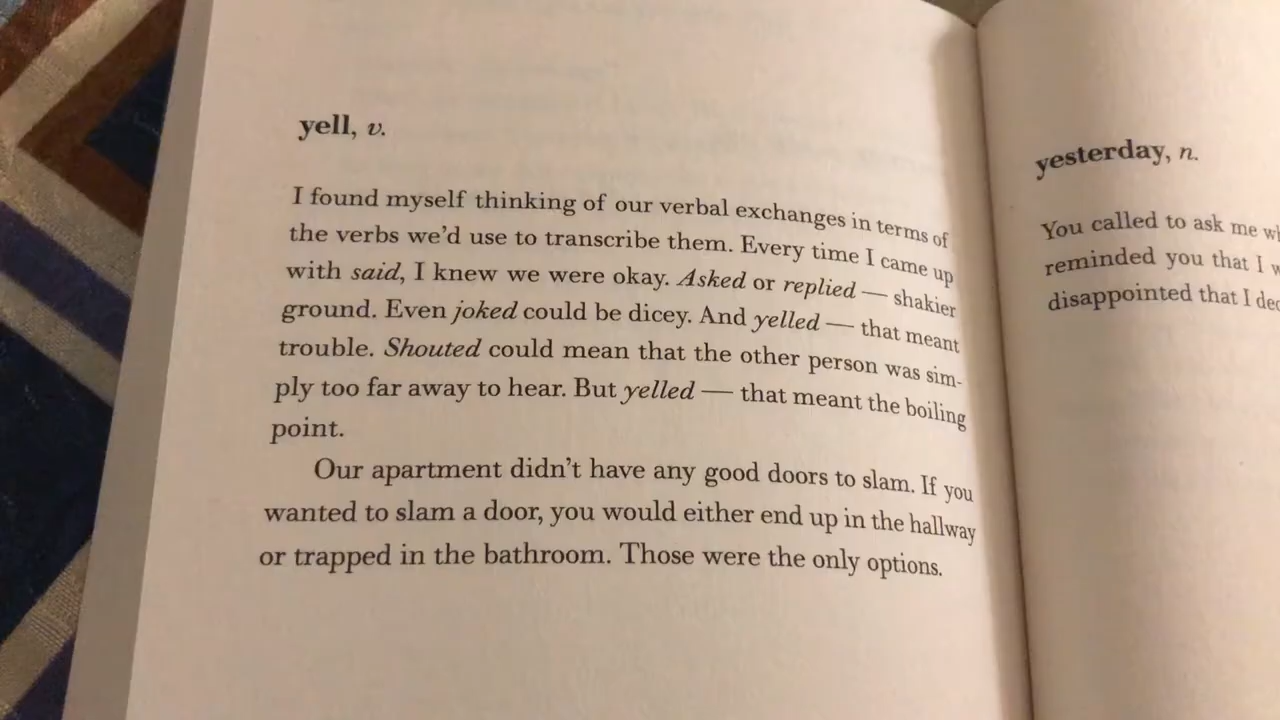 yell, v.
I found myself thinking of our verbal exchanges in terms of
the verbs we'd use to transcribe them. Every time I came up
with said, I knew we were okay. Asked or replied — shakier
ground. Even joked could be dicey. And yelled — that meant
trouble. Shouted could mean that the other person was sim-
ply too far away to hear. But yelled — that meant the boiling
point.
Our apartment didn't have any good doors to slam. If you
wanted to slam a door, you would either end up in the hallway
or trapped in the bathroom. Those were the only options.
yesterday, n.
You called to ask me
reminded you that I
disappointed that I